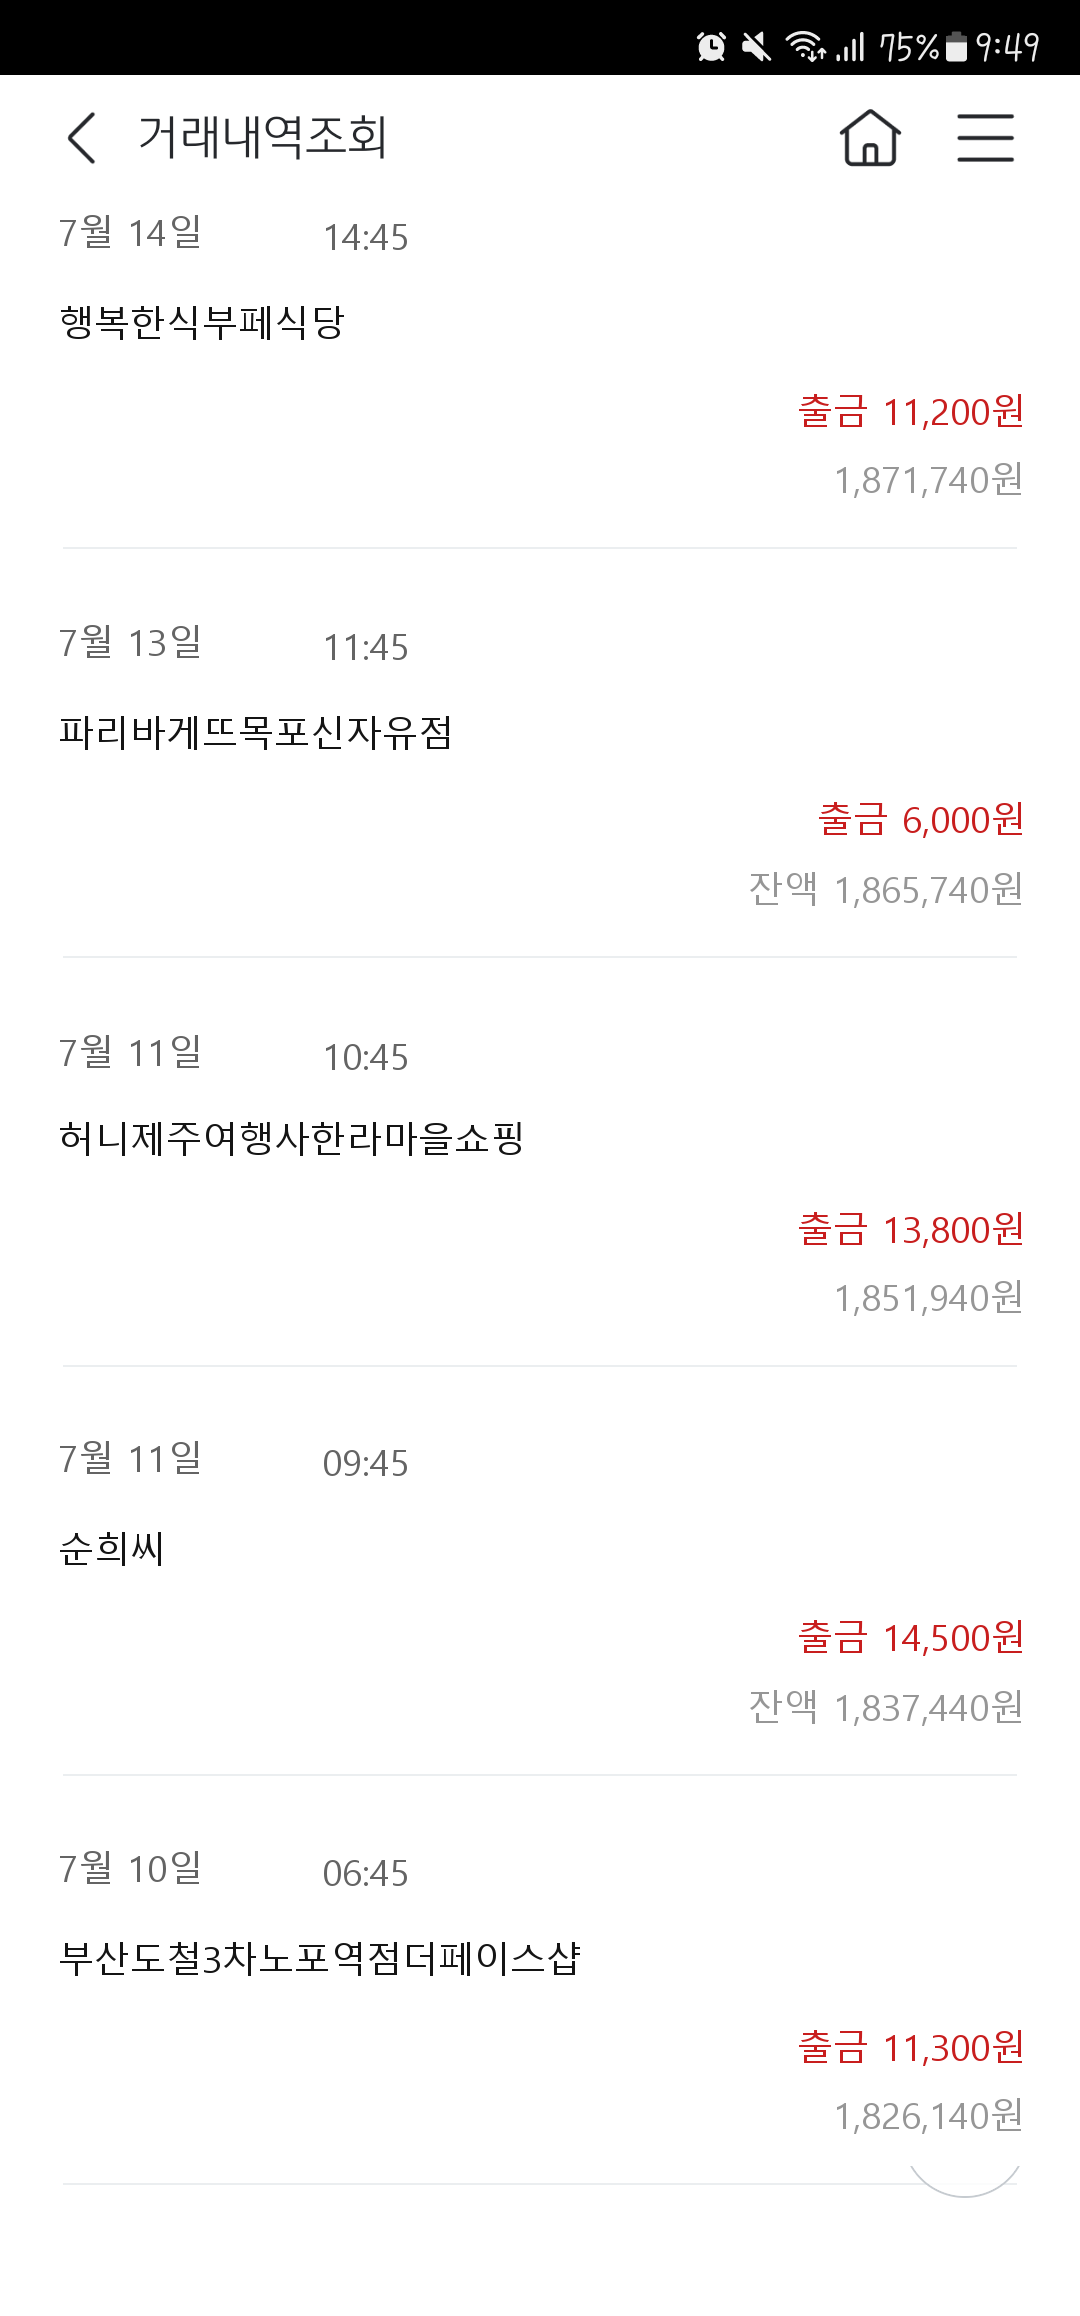 75% 9:49
거래내역조회
7월 14일 14:45
행복한식부페식당
출금 11,200원
1,871,740원
7월 13일 11:45
파리바게뜨목포신자유점
출금 6,000원
잔액 1,865,740원
7월 11일 10:45
허니제주여행사한라마을쇼핑
출금 13,800원
1,851,940원
7월 11일 09:45
순희씨
출금 14,500원
잔액 1,837,440원
7월 10일 06:45
부산도철3차노포역점더페이스샵
출금 11,300원
1,826,140원